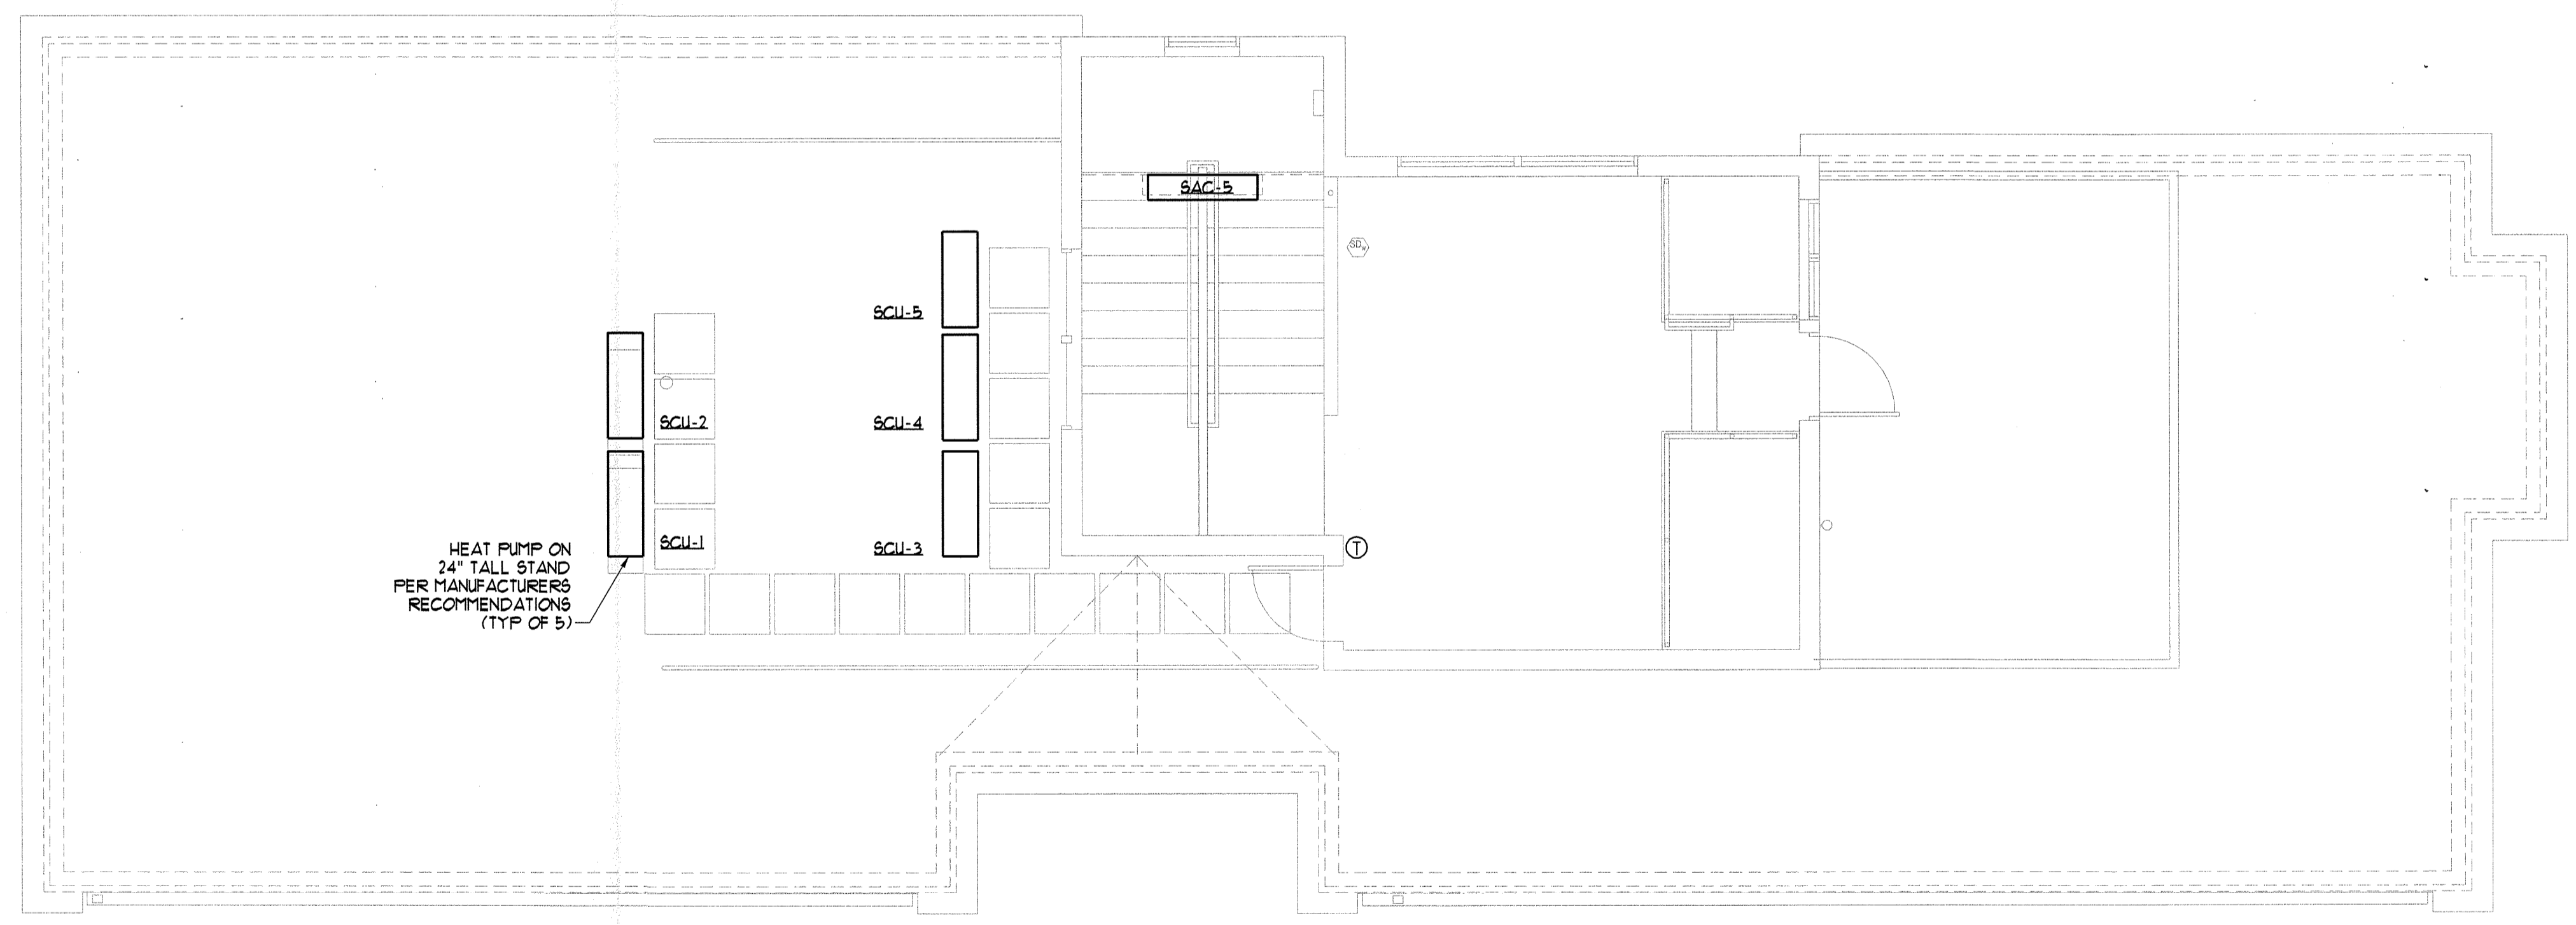 SAC-5
SD_W
SCU-5
SCU-2
SCU-4
SCU-1
SCU-3
T
HEAT PUMP ON
24" TALL STAND
PER MANUFACTURERS
RECOMMENDATIONS
(TYP OF 5)